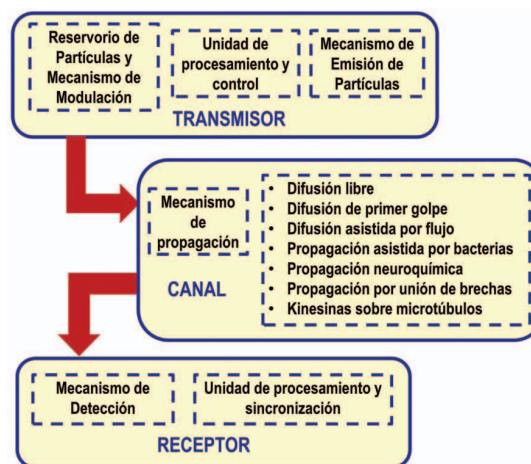 Reservorio de
Partículas y
Mecanismo de
Modulación
Unidad de
procesamiento y
control
Mecanismo de
Emisión de
Partículas
TRANSMISOR
Mecanismo
de
propagación
CANAL
• Difusión libre
• Difusión de primer golpe
• Difusión asistida por flujo
• Propagación asistida por bacterias
• Propagación neuroquímica
• Propagación por unión de brechas
• Kinesinas sobre microtúbulos
Mecanismo de
Detección
Unidad de procesamiento y
sincronización
RECEPTOR